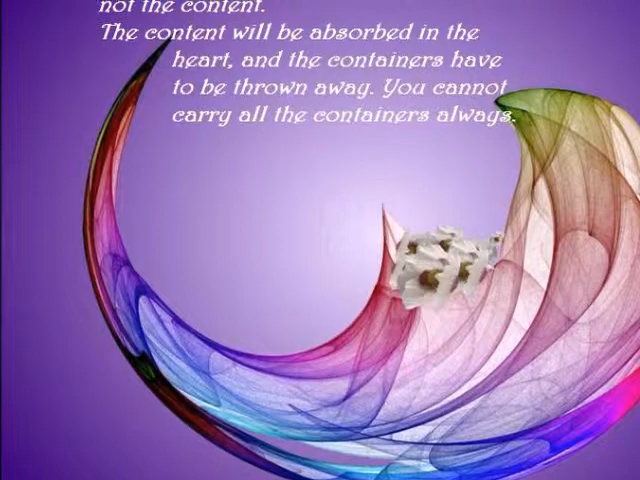 not the content.
The content will be absorbed in the
heart, and the containers have
to be thrown away. You cannot
carry all the containers always.